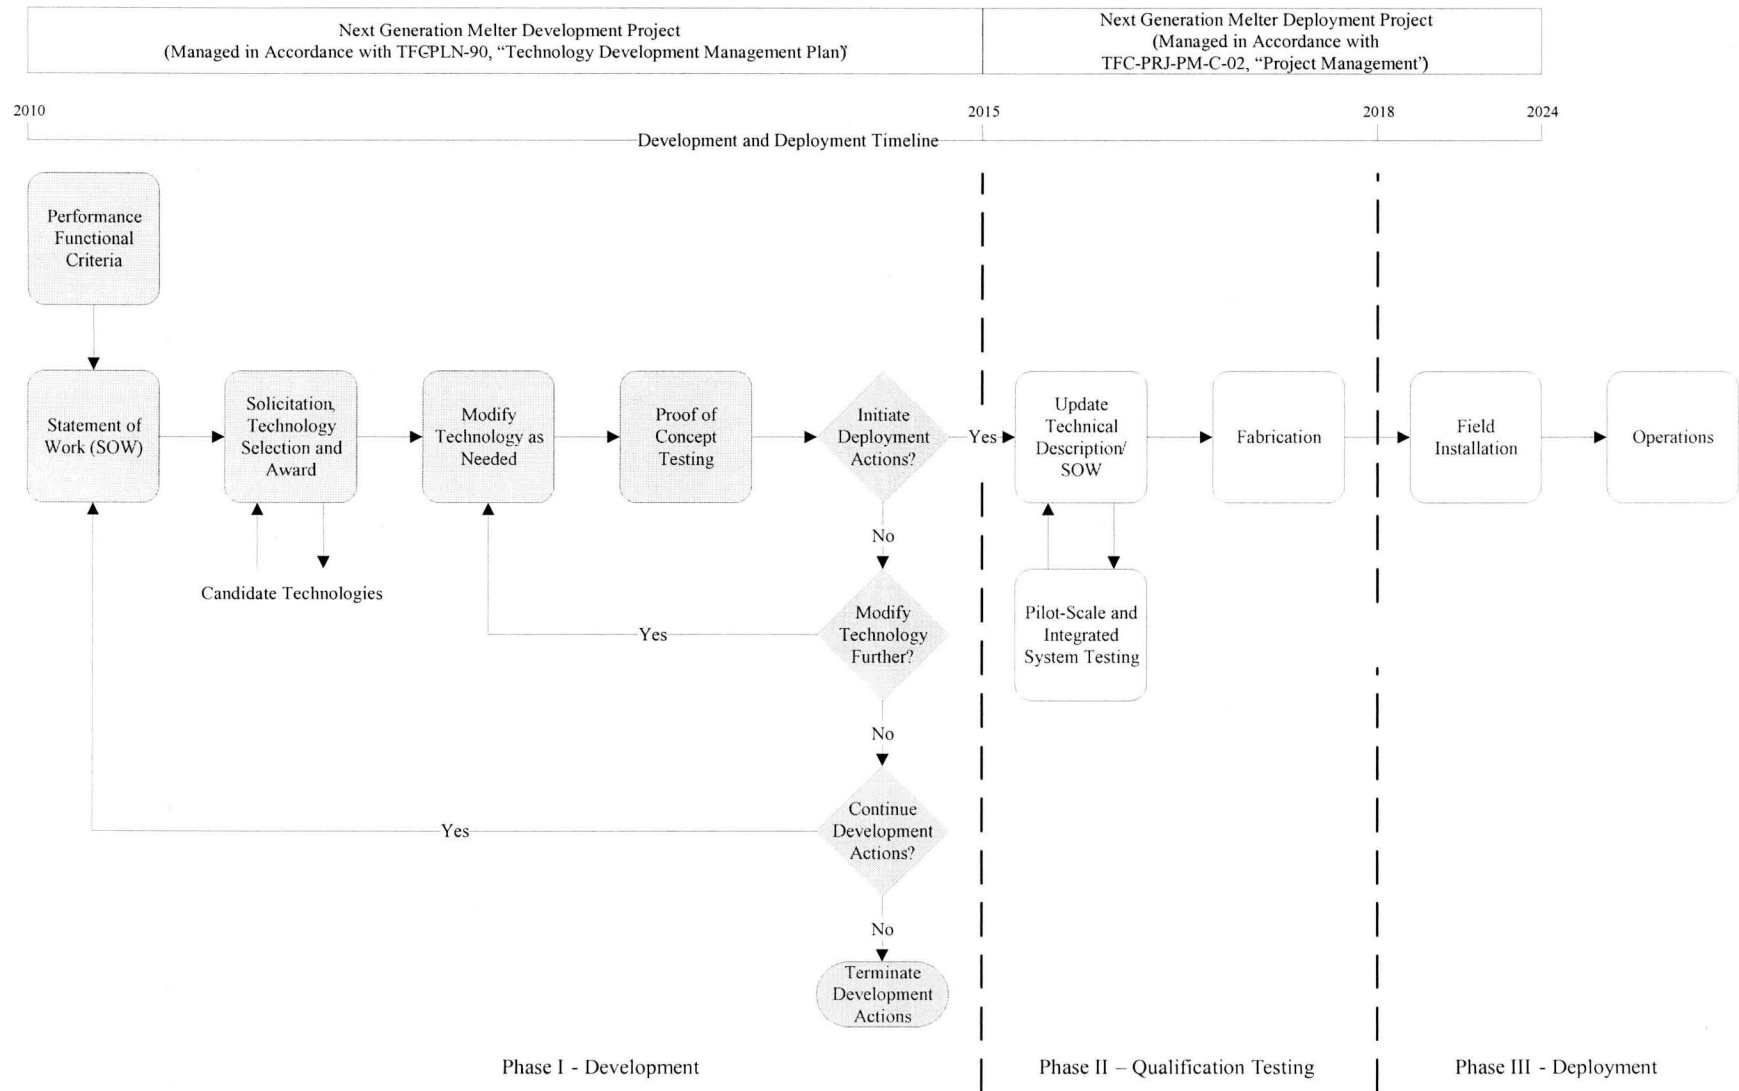 Next Generation Melter Development Project
(Managed in Accordance with TFCPLN-90, “Technology Development Management Plan”)
Next Generation Melter Deployment Project
(Managed in Accordance with
TFC-PRJ-PM-C-02, “Project Management”)
2010
2015
2018
2024
Development and Deployment Timeline
Performance
Functional
Criteria
Statement of
Work (SOW)
Solicitation,
Technology
Selection and
Award
Modify
Technology as
Needed
Proof of
Concept
Testing
Initiate
Deployment
Actions?
Yes
Update
Technical
Description/
SOW
Fabrication
Field
Installation
Operations
No
Candidate Technologies
Modify
Technology
Further?
Yes
Pilot-Scale and
Integrated
System Testing
No
Continue
Development
Actions?
Yes
No
Terminate
Development
Actions
Phase I - Development
Phase II – Qualification Testing
Phase III - Deployment